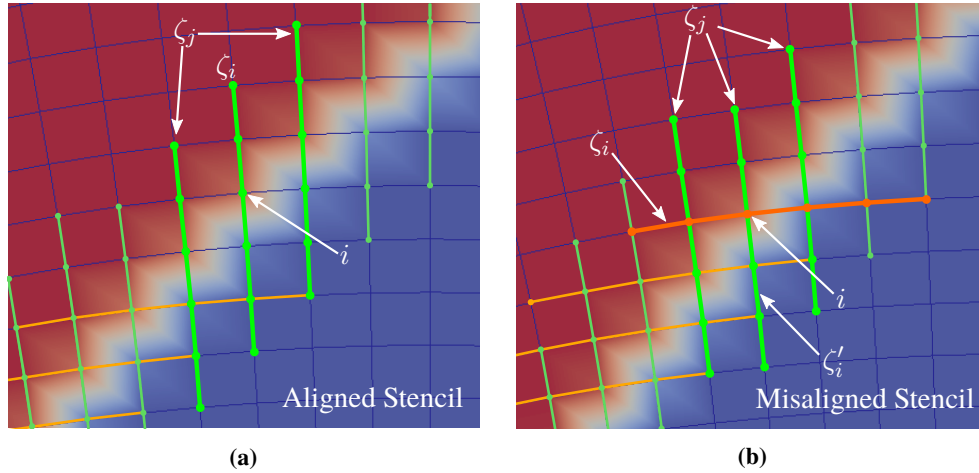 ζj
ζi
i
Aligned Stencil
(a)
ζj
ζi
i
ζ′i
Misaligned Stencil
(b)